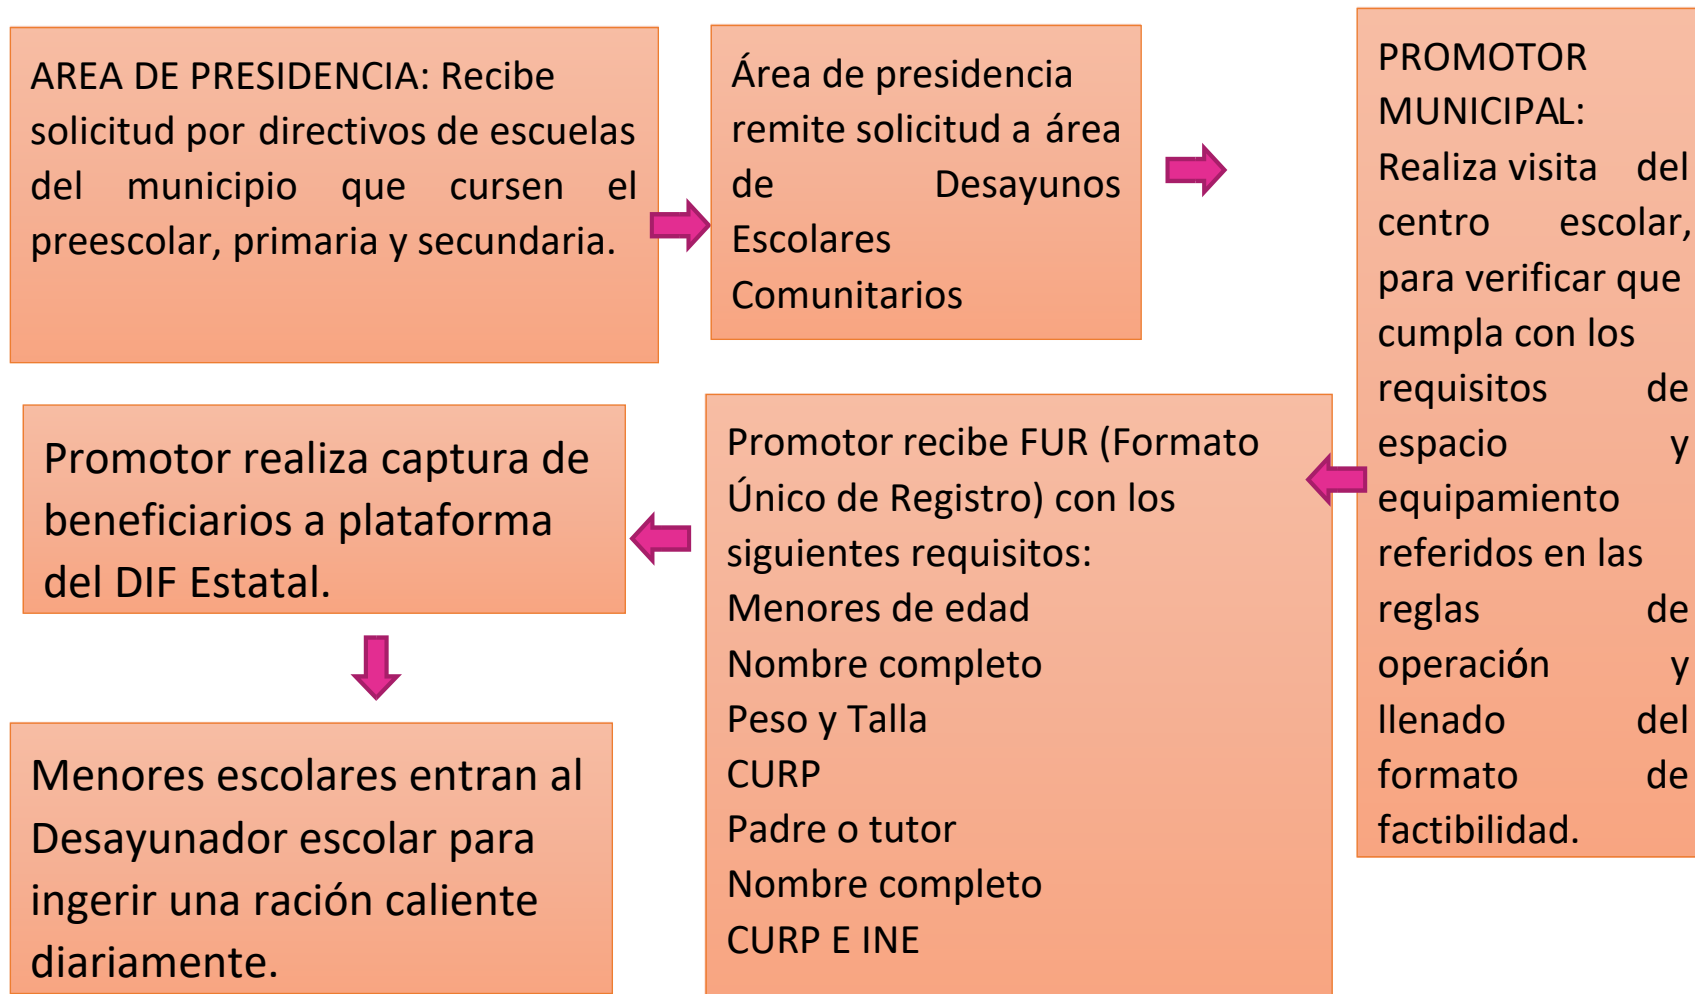 AREA DE PRESIDENCIA: Recibe
solicitud por directivos de escuelas
del municipio que cursen el
preescolar, primaria y secundaria.
Área de presidencia
remite solicitud a área
de Desayunos
Escolares
Comunitarios
PROMOTOR
MUNICIPAL:
Realiza visita del
centro escolar,
para verificar que
cumpla con los
requisitos de
espacio y
equipamiento
referidos en las
reglas de
operación y
llenado del
formato de
factibilidad.
Promotor recibe FUR (Formato
Único de Registro) con los
siguientes requisitos:
Menores de edad
Nombre completo
Peso y Talla
CURP
Padre o tutor
Nombre completo
CURP E INE
Promotor realiza captura de
beneficiarios a plataforma
del DIF Estatal.
Menores escolares entran al
Desayunador escolar para
ingerir una ración caliente
diariamente.